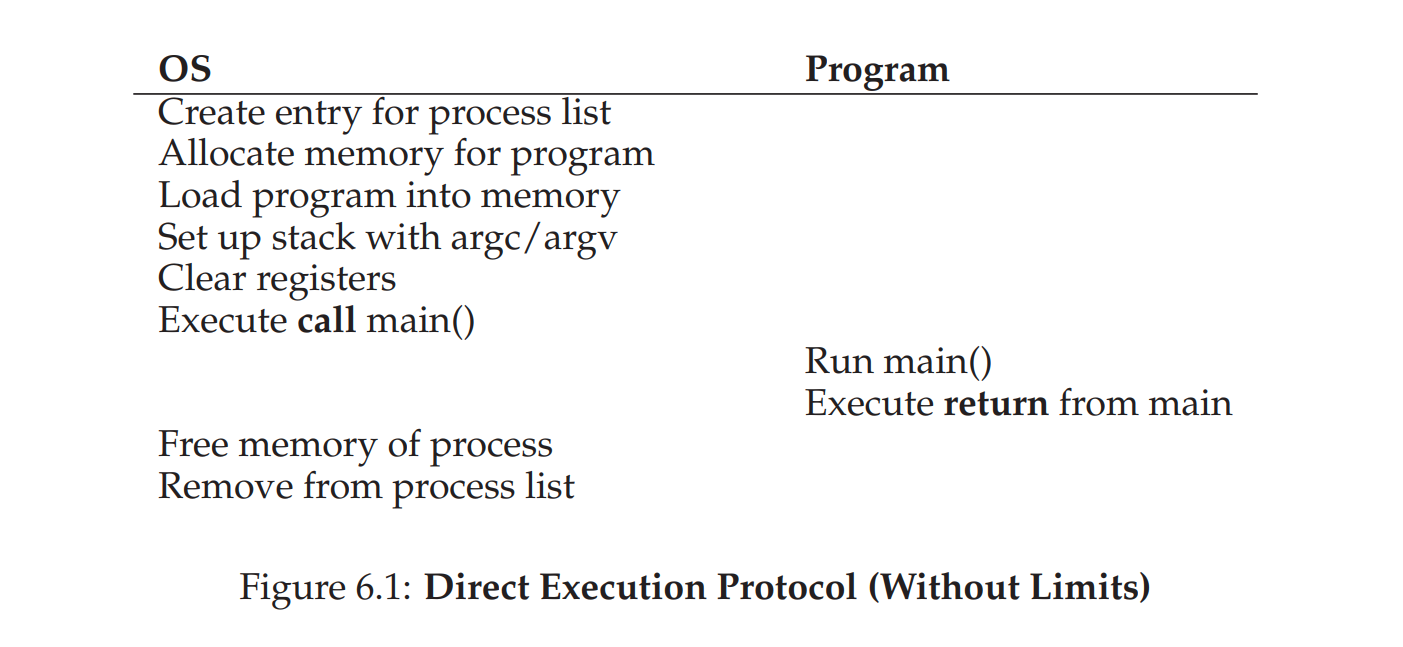 OS Program
Create entry for process list
Allocate memory for program
Load program into memory
Set up stack with argc/argv
Clear registers
Execute call main()
Run main()
Execute return from main
Free memory of process
Remove from process list
Figure 6.1: Direct Execution Protocol (Without Limits)